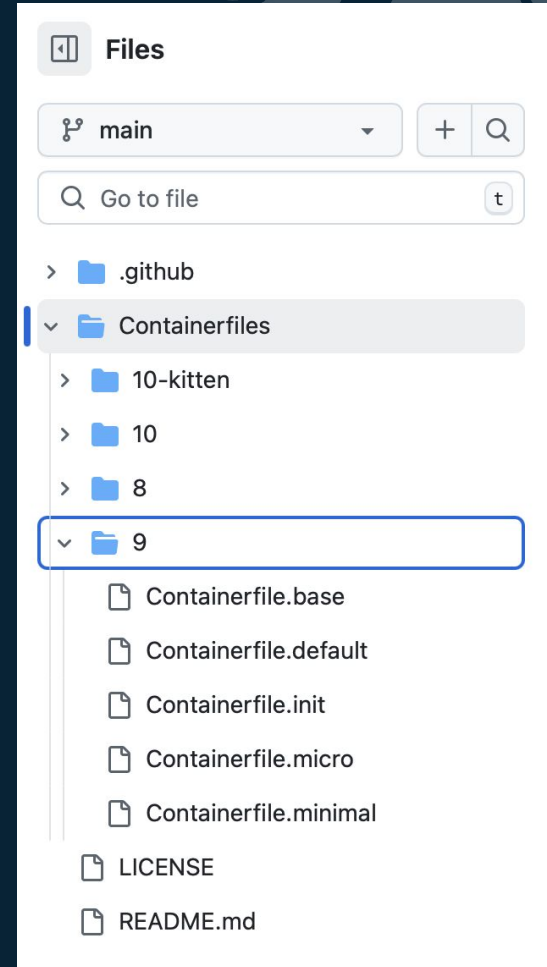 Files
main
Go to file
t
.github
Containerfiles
10-kitten
10
8
9
Containerfile.base
Containerfile.default
Containerfile.init
Containerfile.micro
Containerfile.minimal
LICENSE
README.md